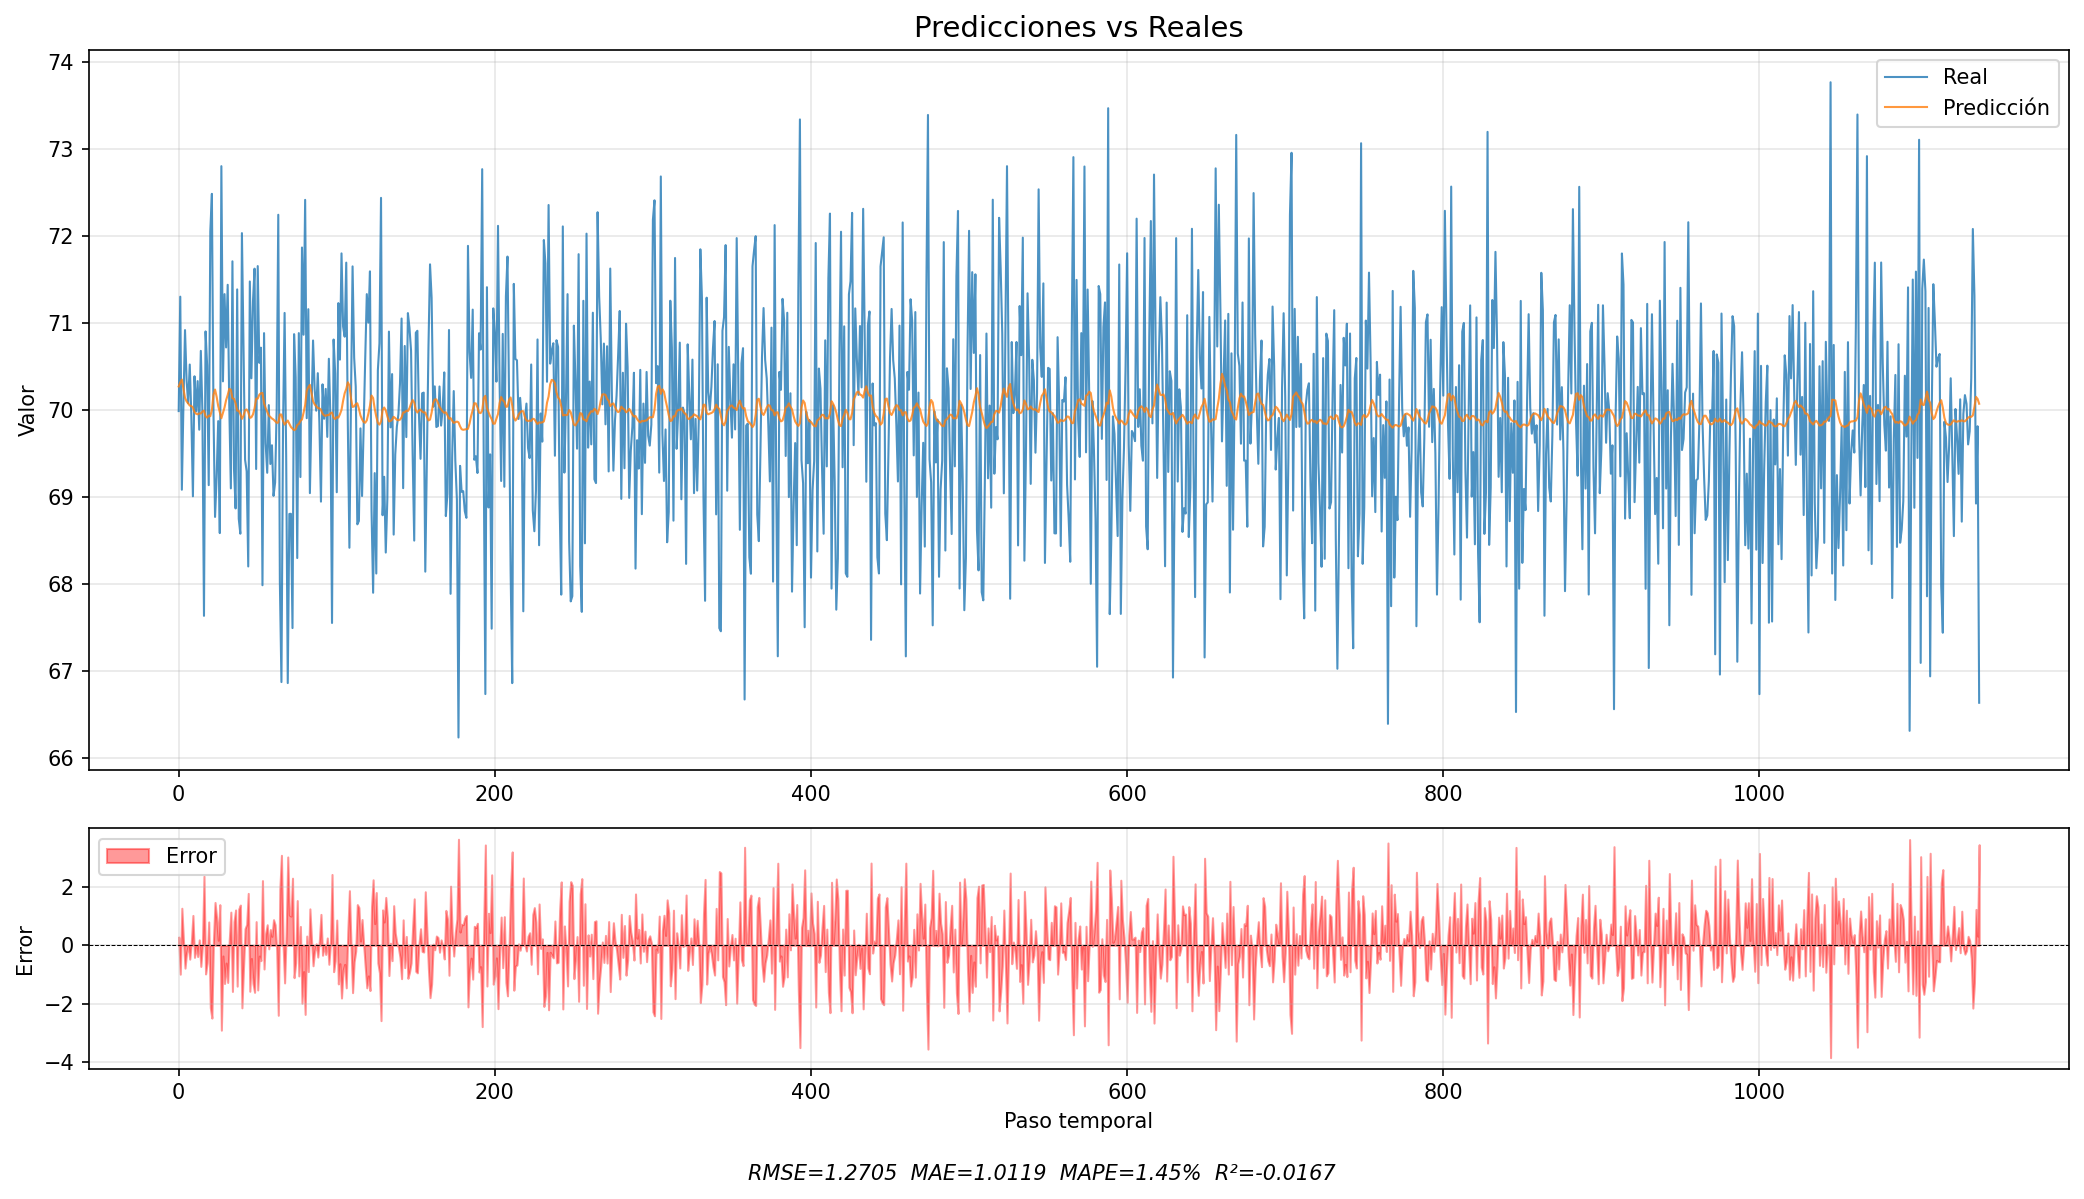 Predicciones vs Reales
74
73
72
71
70
69
68
67
66
Valor
Real
Predicción
0 200 400 600 800 1000
Error
2
0
−2
−4
Error
0 200 400 600 800 1000
Paso temporal
RMSE=1.2705 MAE=1.0119 MAPE=1.45% R²=-0.0167